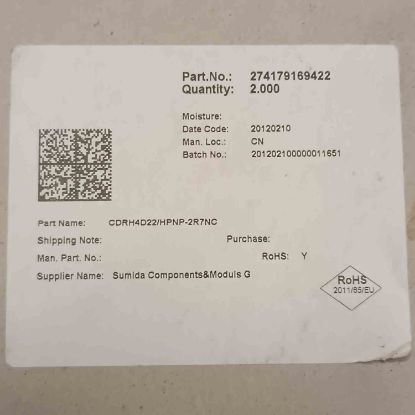 Part.No.: 274179169422
Quantity: 2.000
Moisture:
Date Code: 20120210
Man. Loc.: CN
Batch No.: 201202100000011651
Part Name: CDRH4D22/HPNP-2R7NC
Shipping Note: Purchase:
Man. Part. No.: RoHS: Y
Supplier Name: Sumida Components&Moduls G
RoHS
2011/65/EU